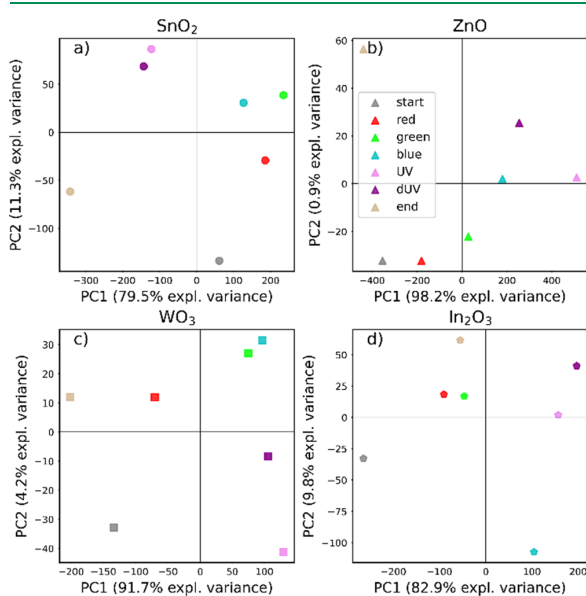 SnO2
ZnO
a)
b)
50
0
−50
−100
PC2 (11.3% expl. variance)
−300
−200
−100
0
100
200
PC1 (79.5% expl. variance)
60
40
20
0
−20
PC2 (0.9% expl. variance)
start
red
green
blue
UV
dUV
end
−400
−200
0
200
400
PC1 (98.2% expl. variance)
WO3
In2O3
c)
d)
30
20
10
0
−10
−20
−30
−40
PC2 (4.2% expl. variance)
−200
−150
−100
−50
0
50
100
PC1 (91.7% expl. variance)
50
25
0
−25
−50
−75
−100
PC2 (9.8% expl. variance)
−200
−100
0
100
200
PC1 (82.9% expl. variance)